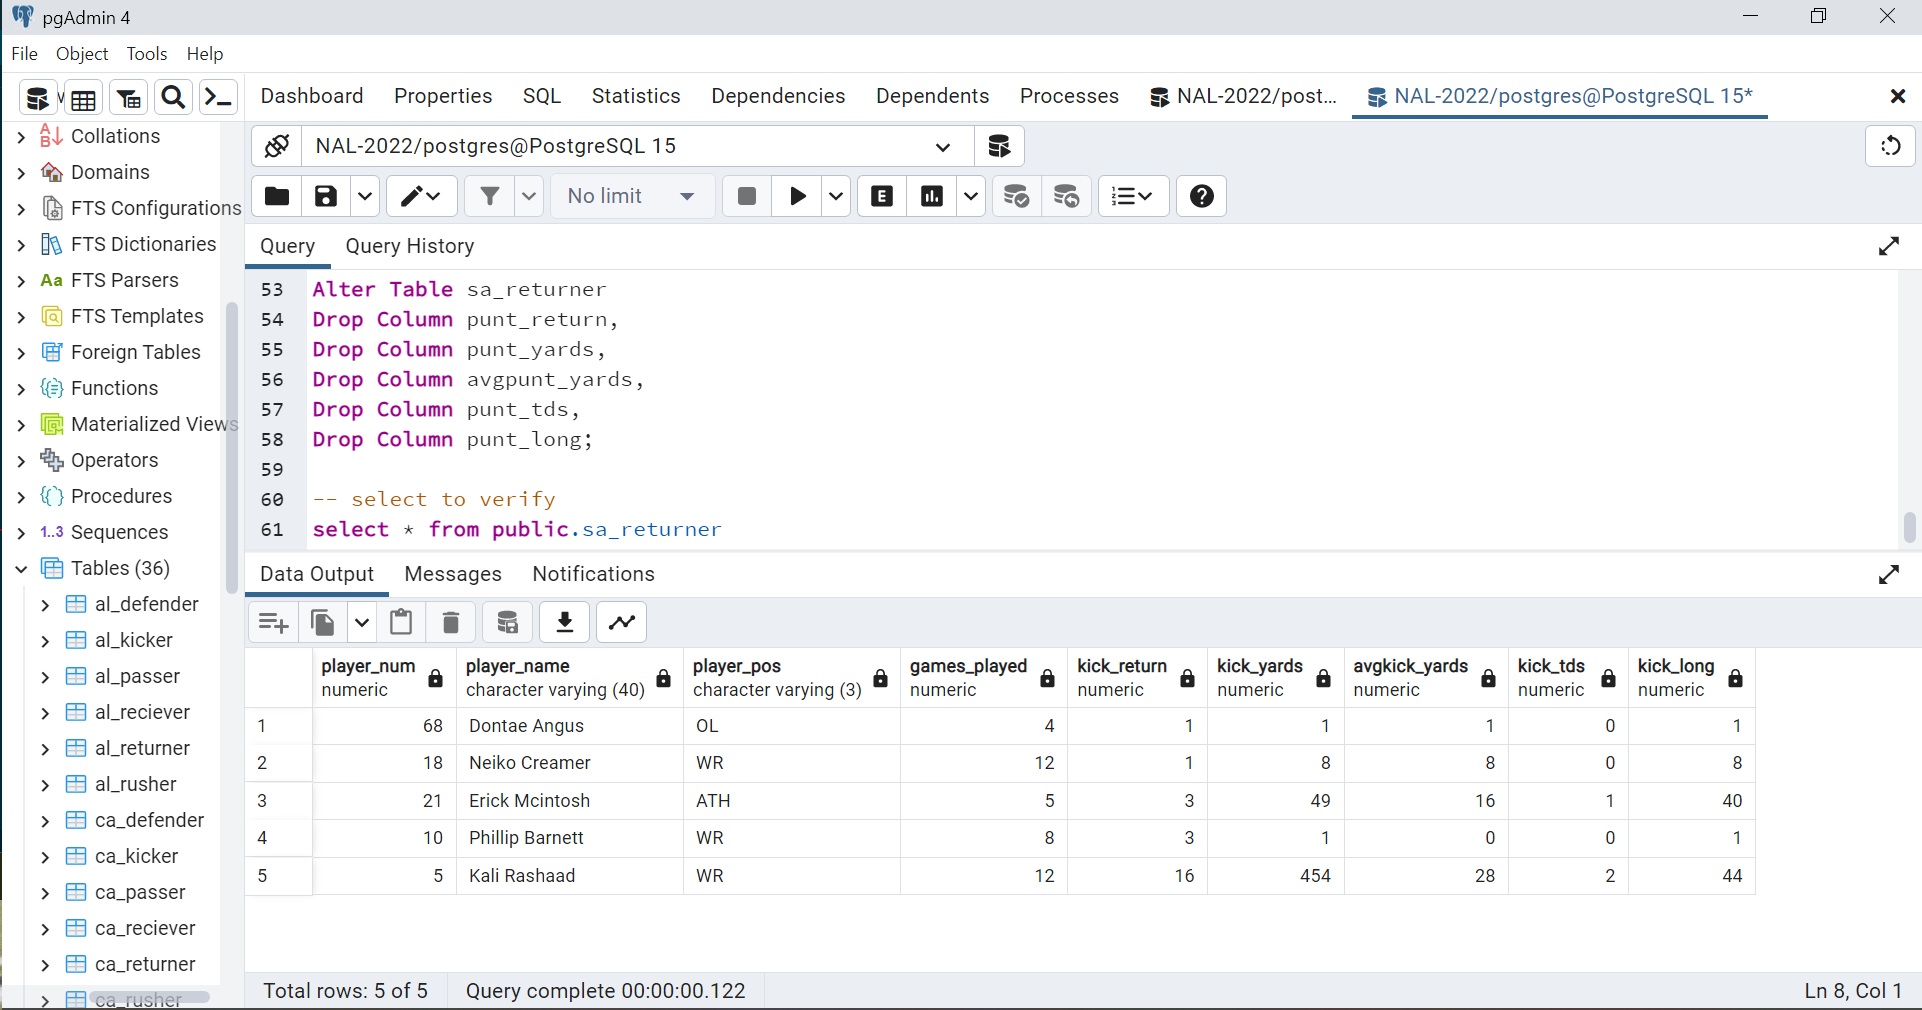 pgAdmin 4
File Object Tools Help
Dashboard Properties SQL Statistics Dependencies Dependents Processes NAL-2022/post... NAL-2022/postgres@PostgreSQL 15*
Collations
Domains
FTS Configurations
FTS Dictionaries
Aa FTS Parsers
FTS Templates
Foreign Tables
Functions
Materialized Views
Operators
Procedures
1..3 Sequences
Tables (36)
al_defender
al_kicker
al_passer
al_reciever
al_returner
al_rusher
ca_defender
ca_kicker
ca_passer
ca_reciever
ca_returner
ca_rusher
NAL-2022/postgres@PostgreSQL 15
No limit
E
Query Query History
53 Alter Table sa_returner
54 Drop Column punt_return,
55 Drop Column punt_yards,
56 Drop Column avgpunt_yards,
57 Drop Column punt_tds,
58 Drop Column punt_long;
59
60 -- select to verify
61 select * from public.sa_returner
Data Output Messages Notifications
player_num player_name player_pos games_played kick_return kick_yards avgkick_yards kick_tds kick_long
numeric character varying (40) character varying (3) numeric numeric numeric numeric numeric numeric
1 68 Dontae Angus OL 4 1 1 1 0 1
2 18 Neiko Creamer WR 12 1 8 8 0 8
3 21 Erick Mcintosh ATH 5 3 49 16 1 40
4 10 Phillip Barnett WR 8 3 1 0 0 1
5 5 Kali Rashaad WR 12 16 454 28 2 44
Total rows: 5 of 5 Query complete 00:00:00.122 Ln 8, Col 1